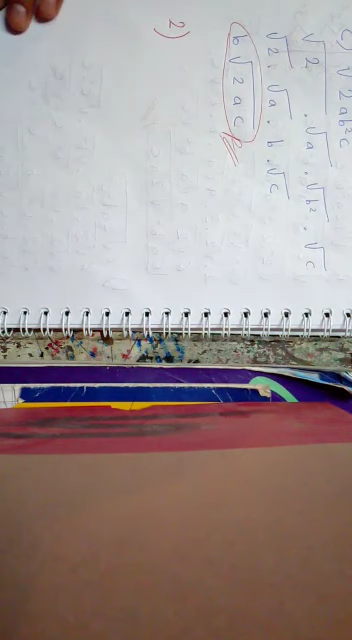 c) √2ab²c
√2 . √a . √b² . √c
√2 . √a . b . √c
b √2ac
2)